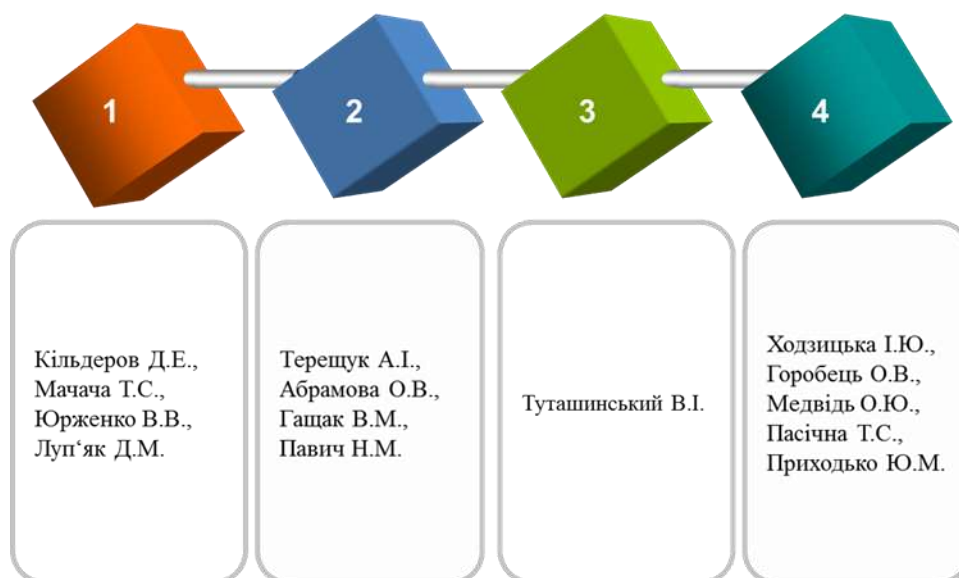 1
2
3
4
Кільдеров Д.Е.,
Мачача Т.С.,
Юрженко В.В.,
Луп‘як Д.М.
Терещук А.І.,
Абрамова О.В.,
Гащак В.М.,
Павич Н.М.
Туташинський В.І.
Ходзицька І.Ю.,
Горобець О.В.,
Медвідь О.Ю.,
Пасічна Т.С.,
Приходько Ю.М.